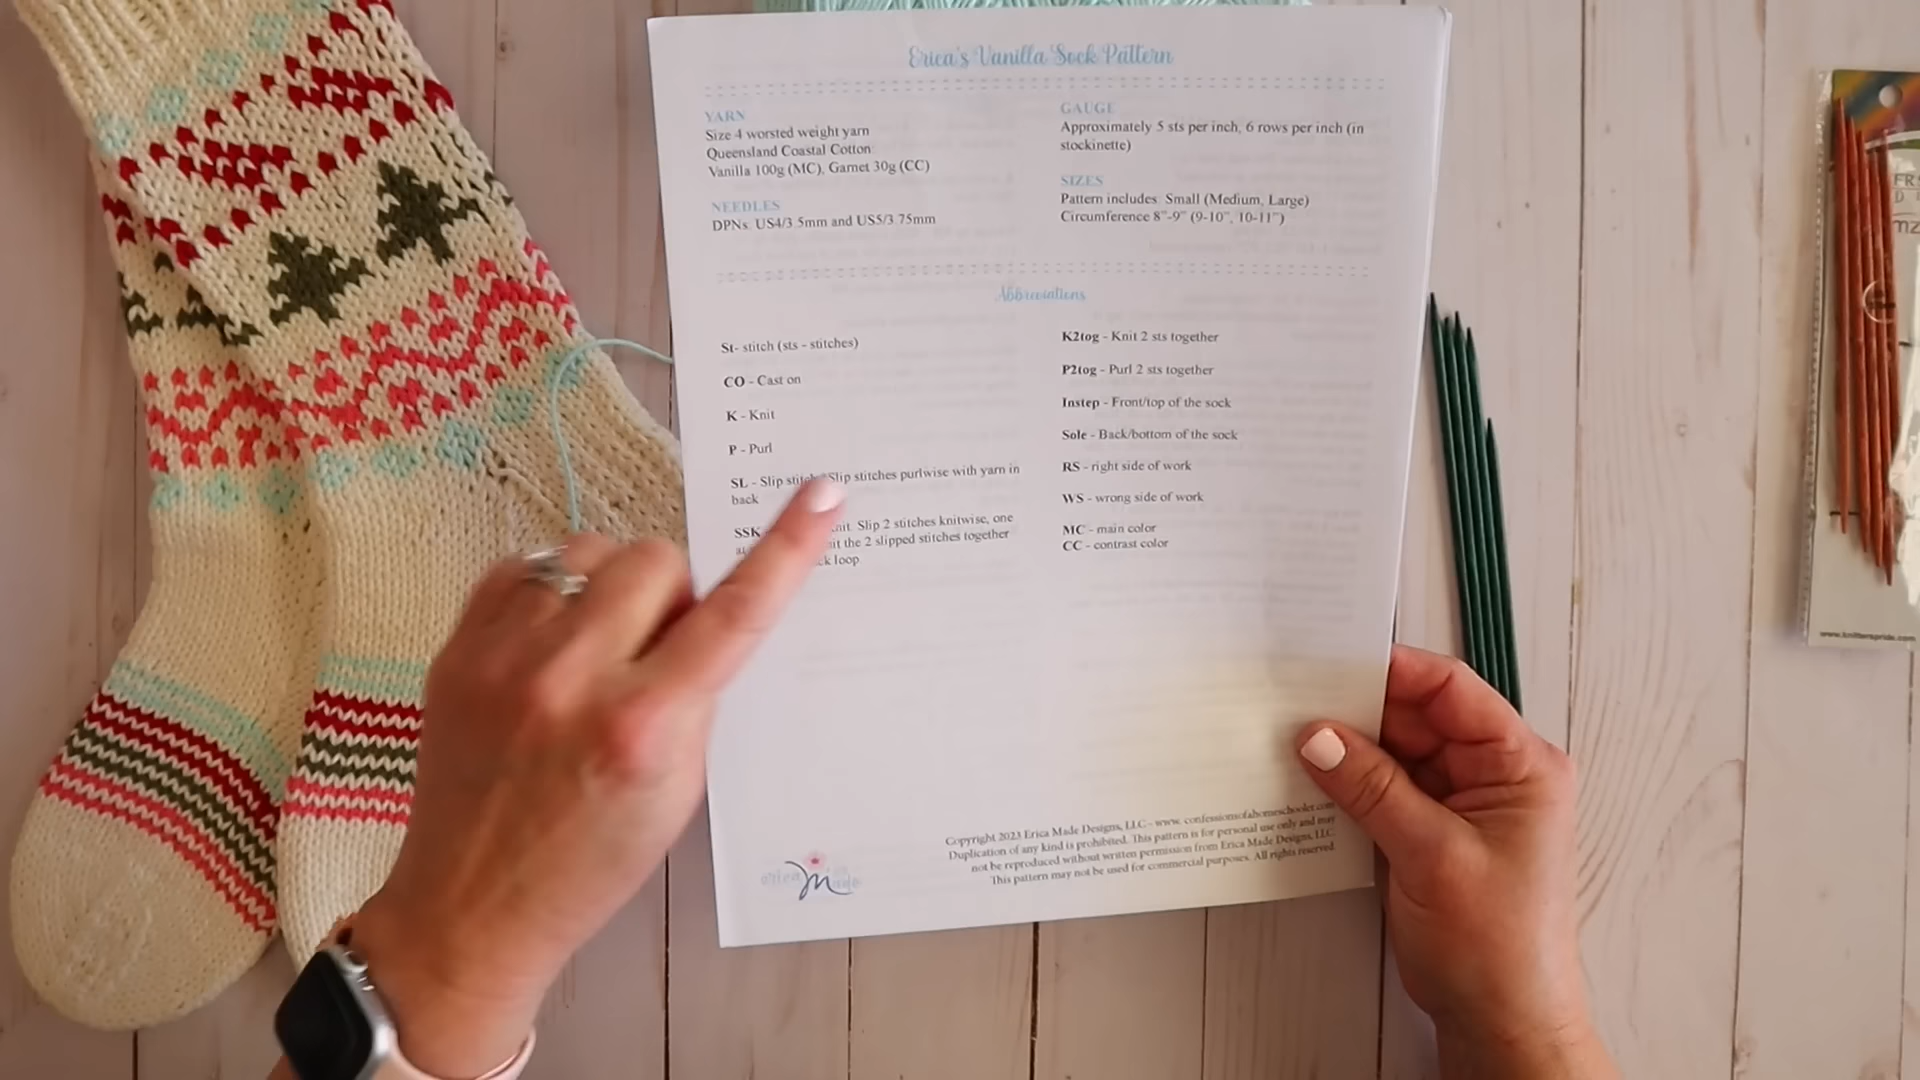 Erica's Vanilla Sock Pattern
YARN
Size 4 worsted weight yarn
Queensland Coastal Cotton
Vanilla 100g (MC), Garnet 30g (CC)
NEEDLES
DPNs: US4/3.5mm and US5/3.75mm
GAUGE
Approximately 5 sts per inch, 6 rows per inch (in
stockinette)
SIZES
Pattern includes Small (Medium, Large)
Circumference 8"-9" (9-10", 10-11")
Abbreviations
St- stitch (sts - stitches)
CO - Cast on
K - Knit
P - Purl
SL - Slip stitch Slip stitches purlwise with yarn in
back
SSK Slip 2 stitches knitwise, one
the 2 slipped stitches together
loop
K2tog - Knit 2 sts together
P2tog - Purl 2 sts together
Instep - Front/top of the sock
Sole - Back/bottom of the sock
RS - right side of work
WS - wrong side of work
MC - main color
CC - contrast color
erica Made
Copyright 2023 Erica Made Designs, LLC - www. confessionsofahomeschooler.com
Duplication of any kind is prohibited. This pattern is for personal use only and may
not be reproduced without written permission from Erica Made Designs, LLC.
This pattern may not be used for commercial purposes. All rights reserved.
www.knitterspride.com